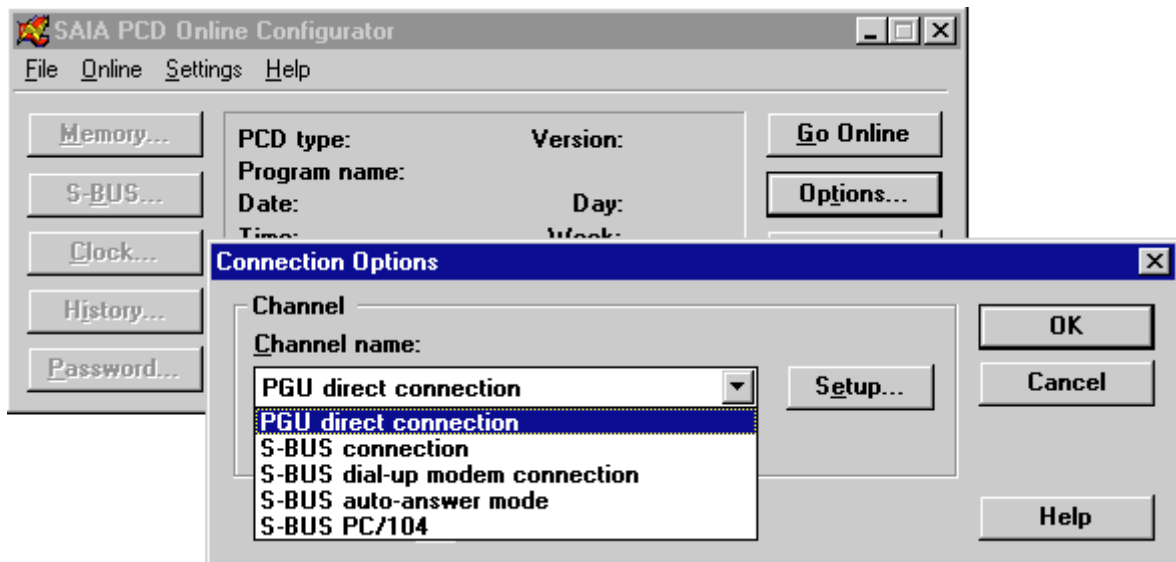 SAIA PCD Online Configurator
File Online Settings Help
Memory...
S-BUS...
Clock...
History...
Password...
PCD type: Version:
Program name:
Date: Day:
Time: Week:
Go Online
Options...
Connection Options
Channel
Channel name:
PGU direct connection
Setup...
PGU direct connection
S-BUS connection
S-BUS dial-up modem connection
S-BUS auto-answer mode
S-BUS PC/104
OK
Cancel
Help